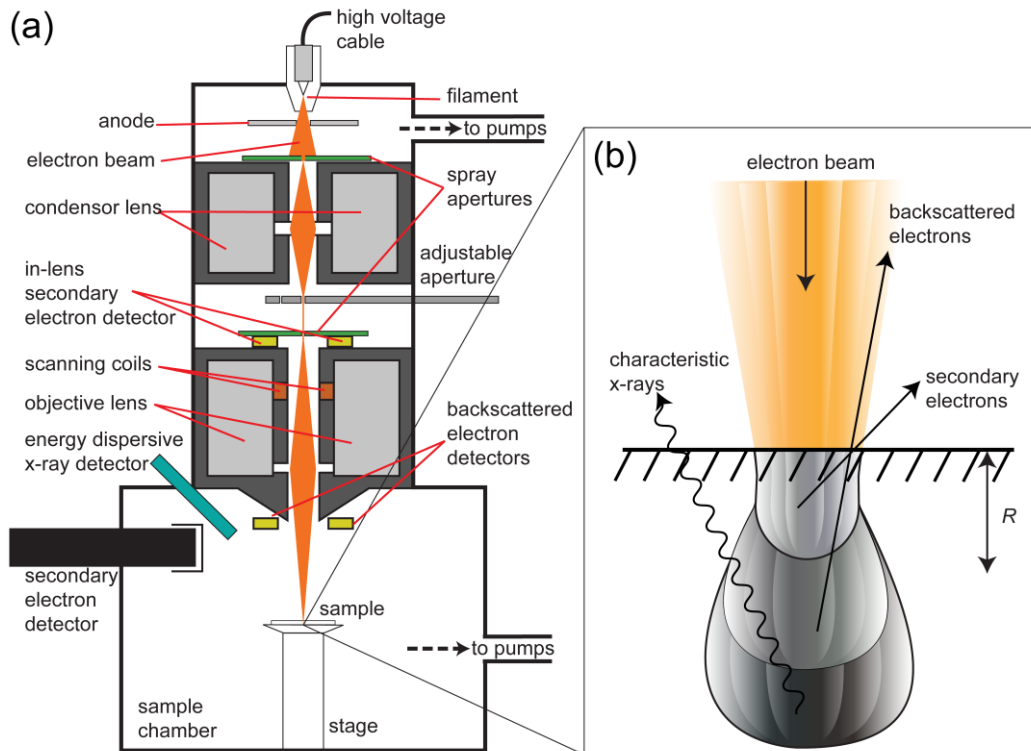 (a)
high voltage
cable
filament
anode
to pumps
electron beam
spray
apertures
condensor lens
adjustable
aperture
in-lens
secondary
electron detector
scanning coils
objective lens
backscattered
electron
detectors
energy dispersive
x-ray detector
secondary
electron
detector
sample
to pumps
sample
chamber
stage
(b)
electron beam
backscattered
electrons
characteristic
x-rays
secondary
electrons
R